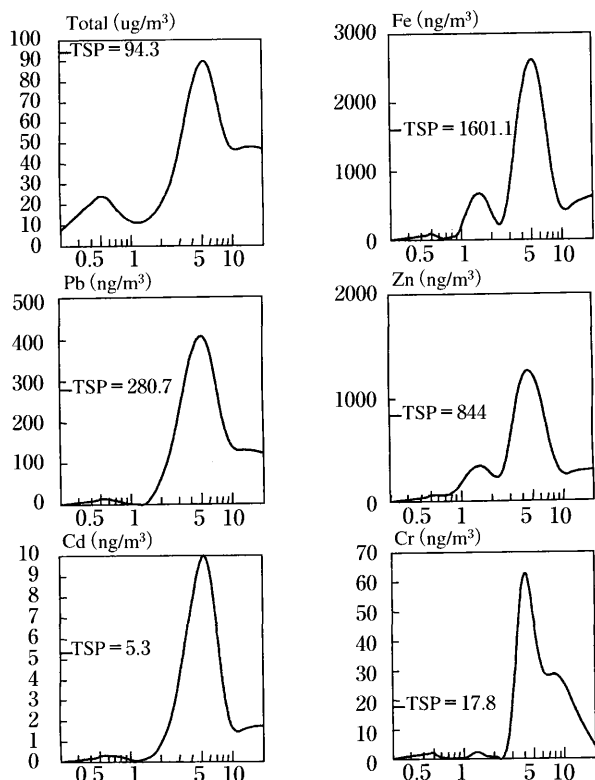 Total (ug/m³)
100
90
80
70
60
50
40
30
20
10
0
TSP = 94.3
0.5 1 5 10
Fe (ng/m³)
3000
2000
1000
0
TSP = 1601.1
0.5 1 5 10
Pb (ng/m³)
500
400
300
200
100
0
TSP = 280.7
0.5 1 5 10
Zn (ng/m³)
2000
1000
0
TSP = 844
0.5 1 5 10
Cd (ng/m³)
10
9
8
7
6
5
4
3
2
1
0
TSP = 5.3
0.5 1 5 10
Cr (ng/m³)
70
60
50
40
30
20
10
0
TSP = 17.8
0.5 1 5 10